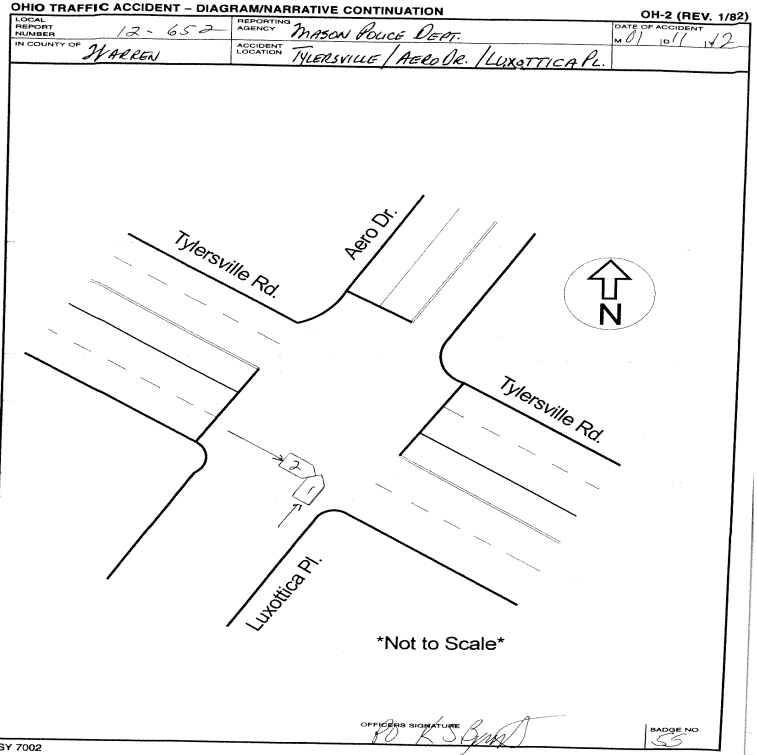 OHIO TRAFFIC ACCIDENT – DIAGRAM/NARRATIVE CONTINUATION
OH-2 (REV. 1/82)
LOCAL REPORT NUMBER 12-652
REPORTING AGENCY MASON POLICE DEPT.
DATE OF ACCIDENT
M 01 D 11 Y 12
IN COUNTY OF WARREN
ACCIDENT LOCATION TYLERSVILLE / AERO DR. / LUXOTTICA PL.
Aero Dr.
Tylersville Rd.
N
Tylersville Rd.
2
1
Luxottica Pl.
*Not to Scale*
OFFICERS SIGNATURE
PO K S
BADGE NO.
55
SY 7002